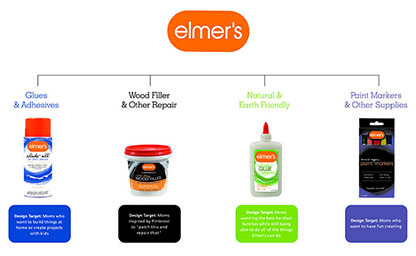 elmer's
Glues
& Adhesives
Wood Filler
& Other Repair
Natural &
Earth Friendly
Paint Markers
& Other Supplies
elmer's
elmer's
WOOD FILLER
elmer's
GLUE
elmer's
paint markers
Design Target: Moms who
want to build things at
home or create projects
with kids
Design Target: Moms
inspired by Pinterest
to "patch this and
repair that"
Design Target: Moms
wanting the best for their
families while still being
able to do all of the things
Elmer's can do
Design Target: Moms who
want to have fun creating